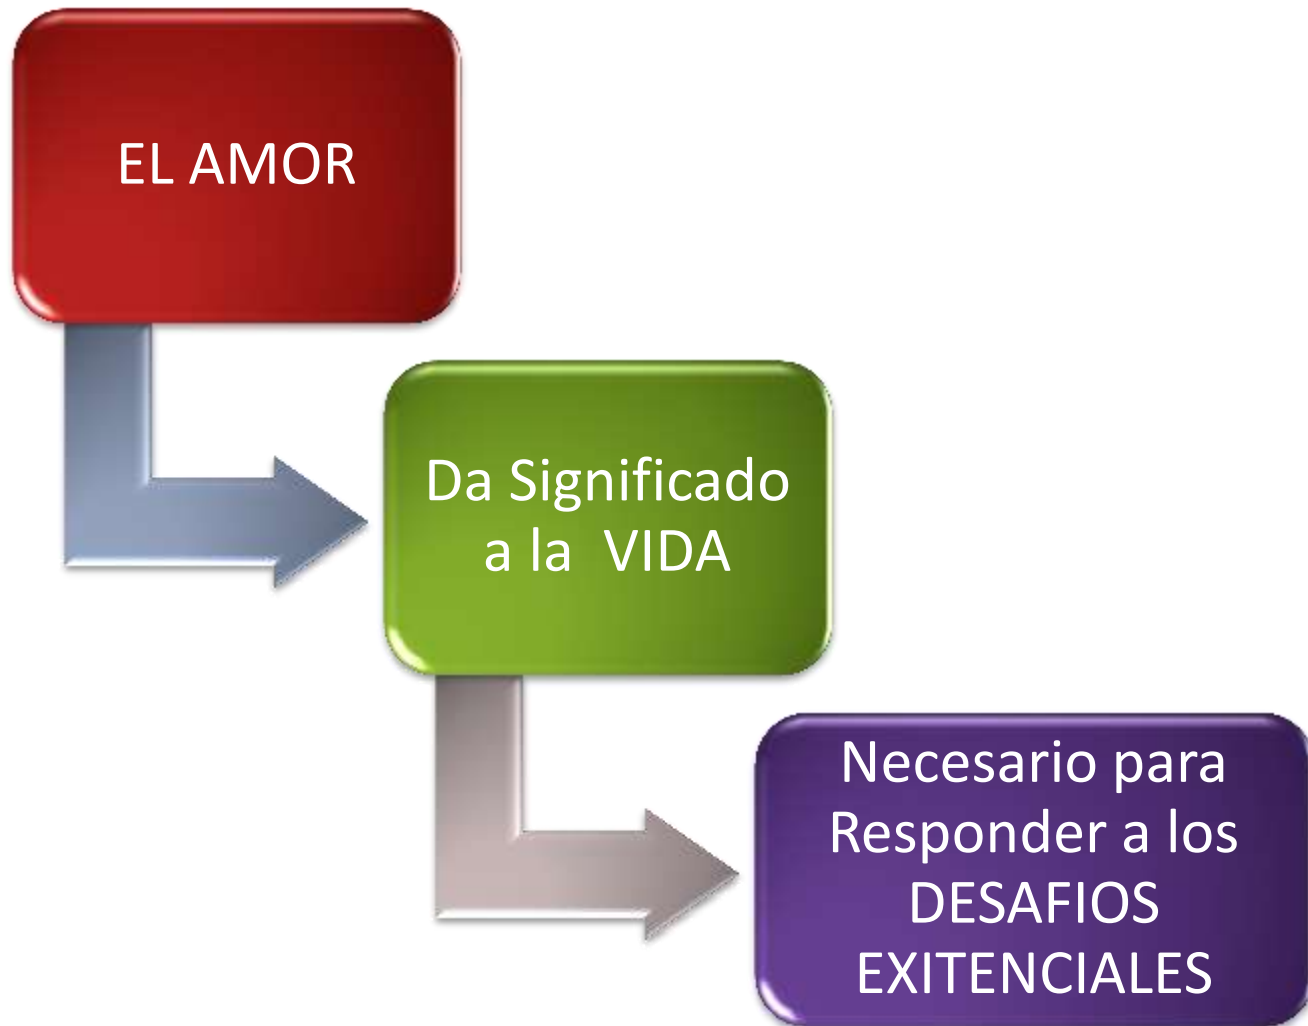 EL AMOR
Da Significado
a la  VIDA
Necesario para
Responder a los
DESAFIOS
EXITENCIALES